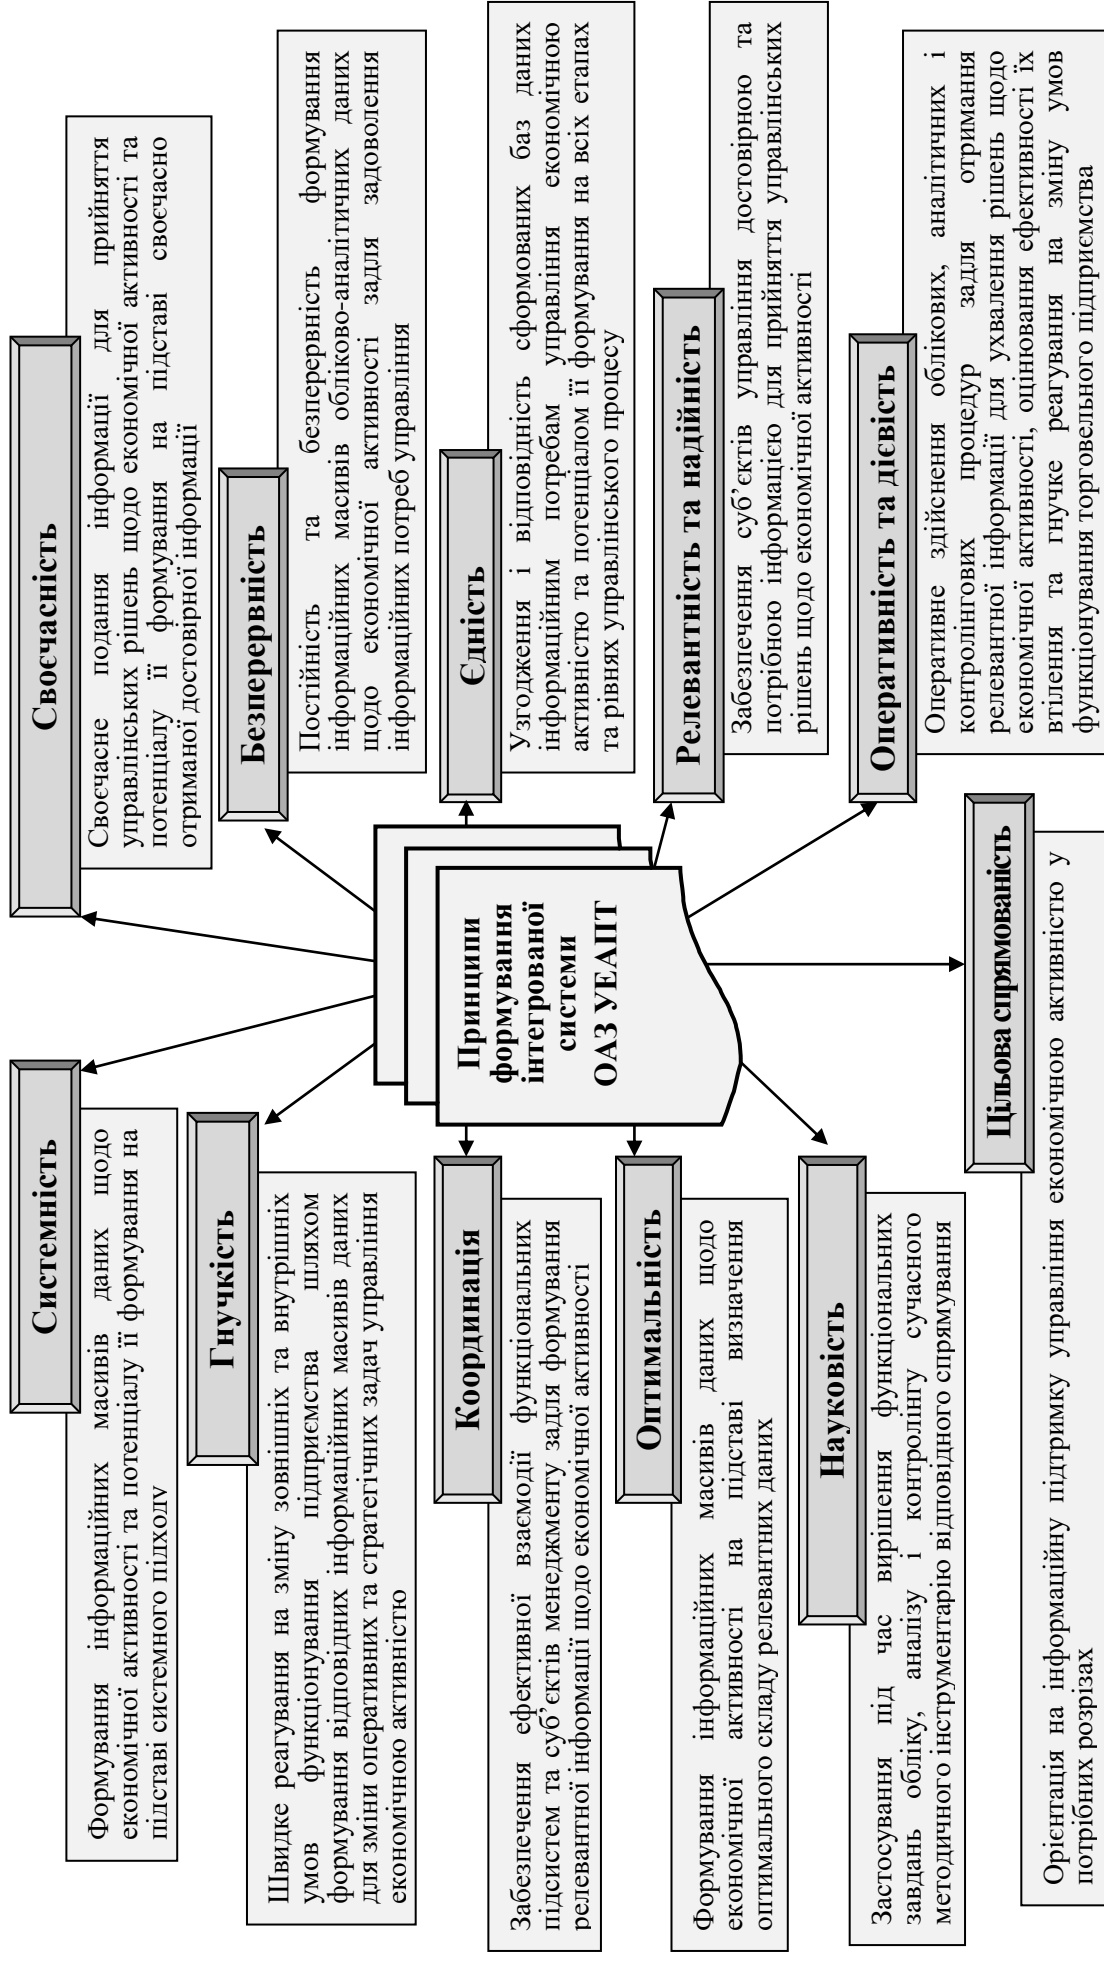 Системність
Формування інформаційних масивів даних щодо
економічної активності та потенціалу її формування на
підставі системного підходу
Гнучкість
Швидке реагування на зміну зовнішніх та внутрішніх
умов функціонування підприємства шляхом
формування відповідних інформаційних масивів даних
для зміни оперативних та стратегічних задач управління
економічною активністю
Координація
Забезпечення ефективної взаємодії функціональних
підсистем та суб’єктів менеджменту задля формування
релевантної інформації щодо економічної активності
Оптимальність
Формування інформаційних масивів даних щодо
економічної активності на підставі визначення
оптимального складу релевантних даних
Науковість
Застосування під час вирішення функціональних
завдань обліку, аналізу і контролінгу сучасного
методичного інструментарію відповідного спрямування
Принципи
формування
інтегрованої
системи
ОАЗ УЕАПТ
Своєчасність
Своєчасне подання інформації для прийняття
управлінських рішень щодо економічної активності та
потенціалу її формування на підставі своєчасно
отриманої достовірної інформації
Безперервність
Постійність та безперервність формування
інформаційних масивів обліково-аналітичних даних
щодо економічної активності задля задоволення
інформаційних потреб управління
Єдність
Узгодження і відповідність сформованих баз даних
інформаційним потребам управління економічною
активністю та потенціалом її формування на всіх етапах
та рівнях управлінського процесу
Релевантність та надійність
Забезпечення суб’єктів управління достовірною та
потрібною інформацією для прийняття управлінських
рішень щодо економічної активності
Оперативність та дієвість
Оперативне здійснення облікових, аналітичних і
контролінгових процедур задля отримання
релевантної інформації для ухвалення рішень щодо
економічної активності, оцінювання ефективності їх
втілення та гнучке реагування на зміну умов
функціонування торговельного підприємства
Цільова спрямованість
Орієнтація на інформаційну підтримку управління економічною активністю у
потрібних розрізах